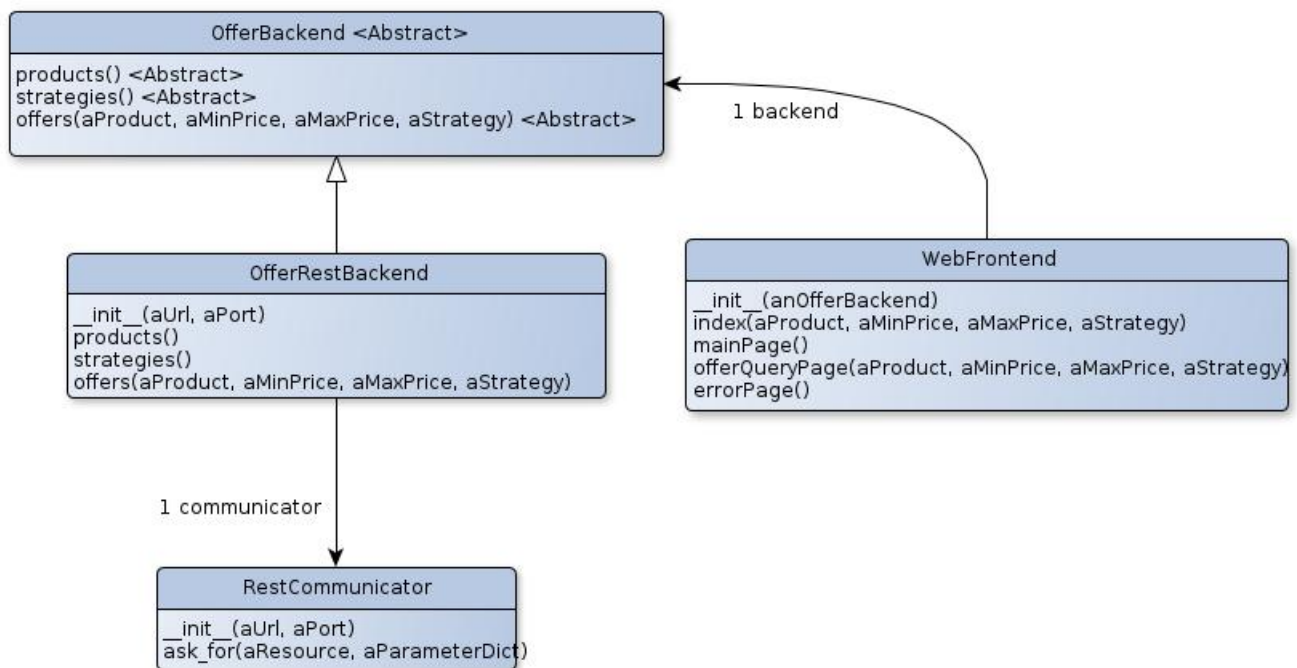 OfferBackend <Abstract>
products() <Abstract>
strategies() <Abstract>
offers(aProduct, aMinPrice, aMaxPrice, aStrategy) <Abstract>
1 backend
OfferRestBackend
__init__(aUrl, aPort)
products()
strategies()
offers(aProduct, aMinPrice, aMaxPrice, aStrategy)
WebFrontend
__init__(anOfferBackend)
index(aProduct, aMinPrice, aMaxPrice, aStrategy)
mainPage()
offerQueryPage(aProduct, aMinPrice, aMaxPrice, aStrategy)
errorPage()
1 communicator
RestCommunicator
__init__(aUrl, aPort)
ask_for(aResource, aParameterDict)